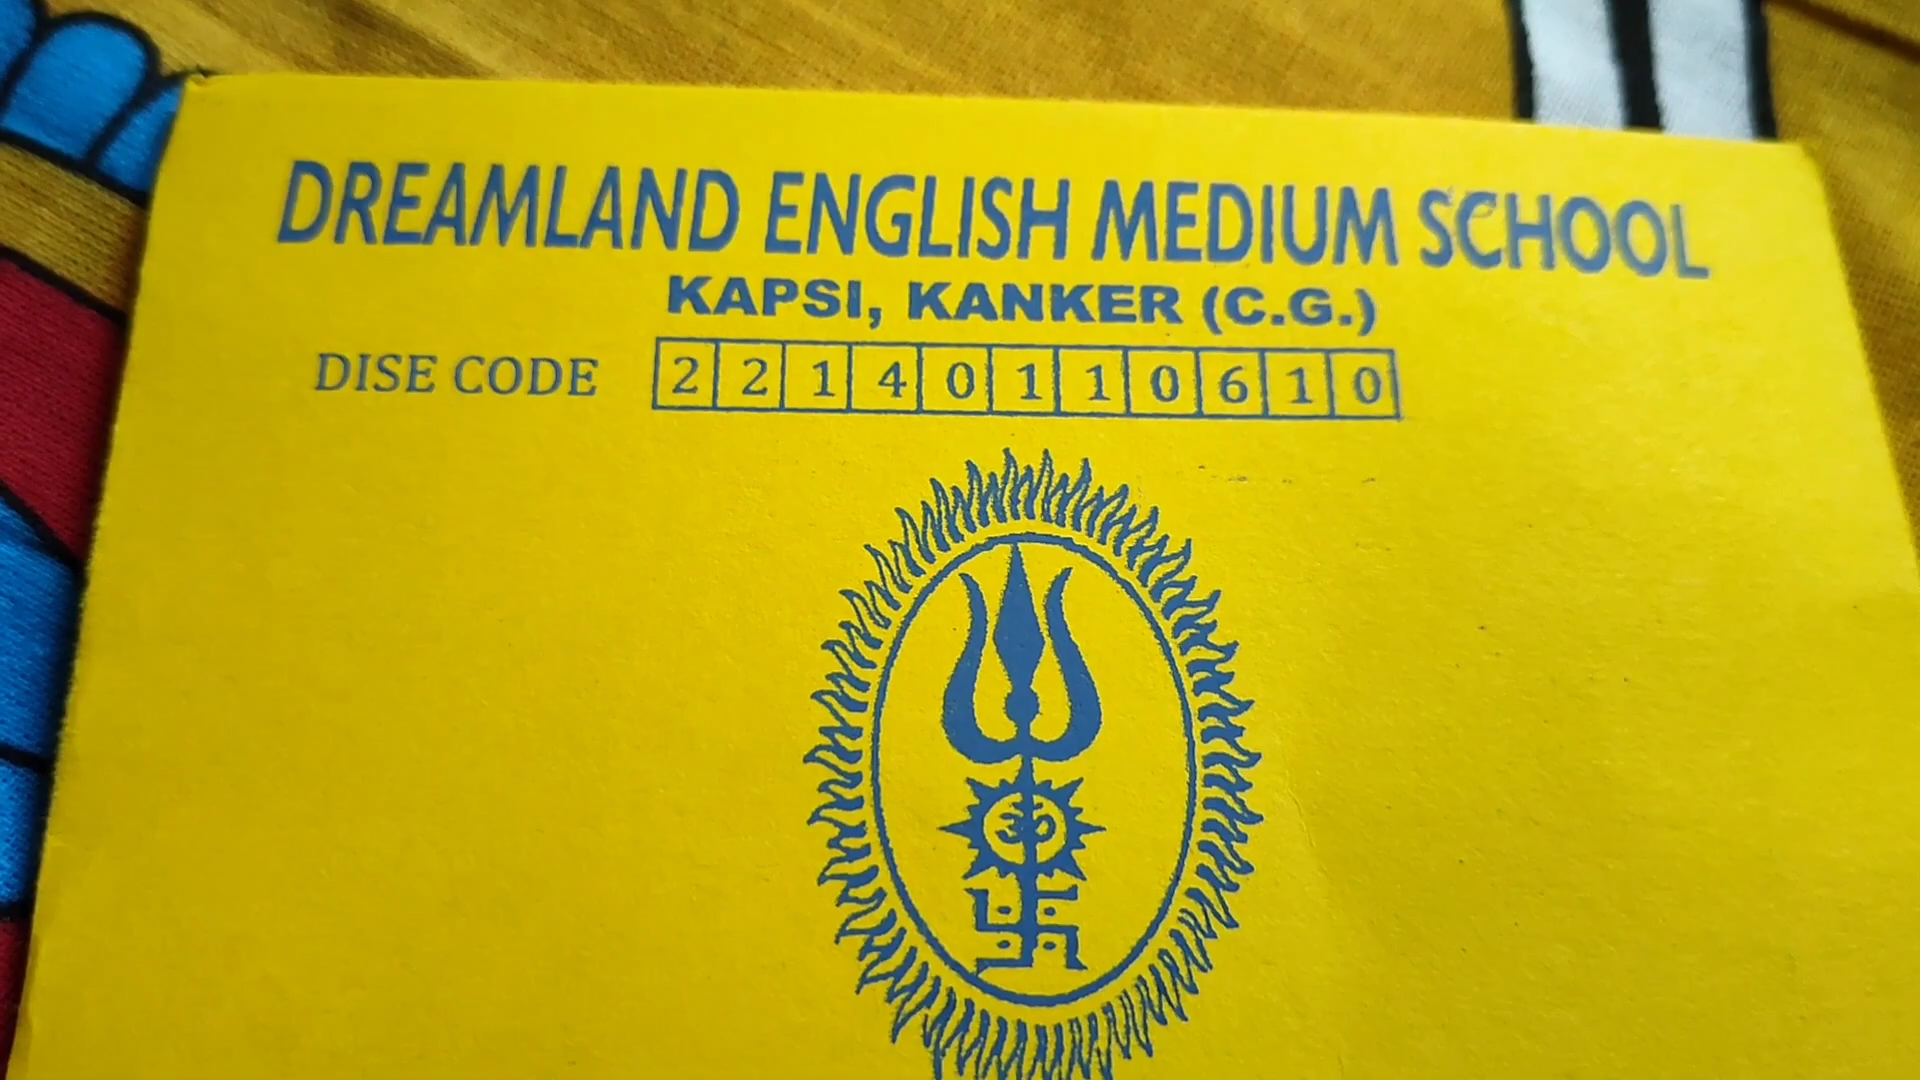 DREAMLAND ENGLISH MEDIUM SCHOOL
KAPSI, KANKER (C.G.)
DISE CODE 22140110610
ॐ